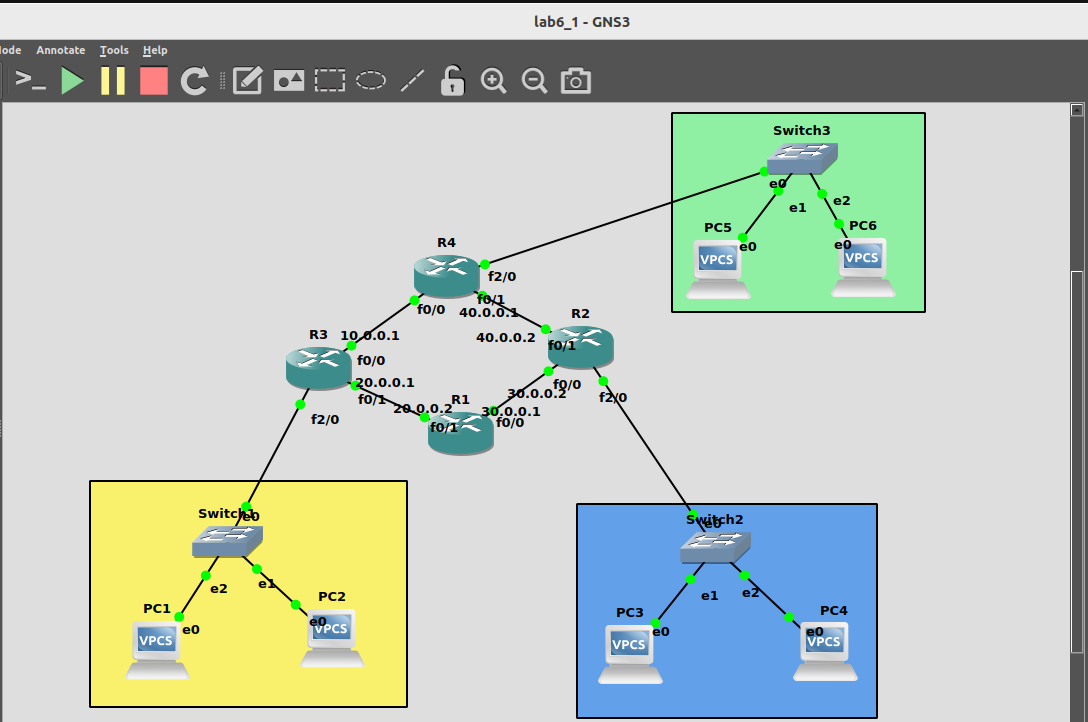 lab6_1 - GNS3
Node Annotate Tools Help
Switch3
e0
e1
e2
PC5
e0
VPCS
PC6
e0
VPCS
R4
f2/0
f0/1
40.0.0.1
f0/0
R2
40.0.0.2
f0/1
f0/0
f2/0
R3
10.0.0.1
f0/0
20.0.0.1
f0/1
f2/0
20.0.0.2
R1
f0/1
30.0.0.2
30.0.0.1
f0/0
Switch1
e0
e2
e1
PC1
e0
VPCS
PC2
e0
VPCS
Switch2
e0
e1
e2
PC3
e0
VPCS
PC4
e0
VPCS